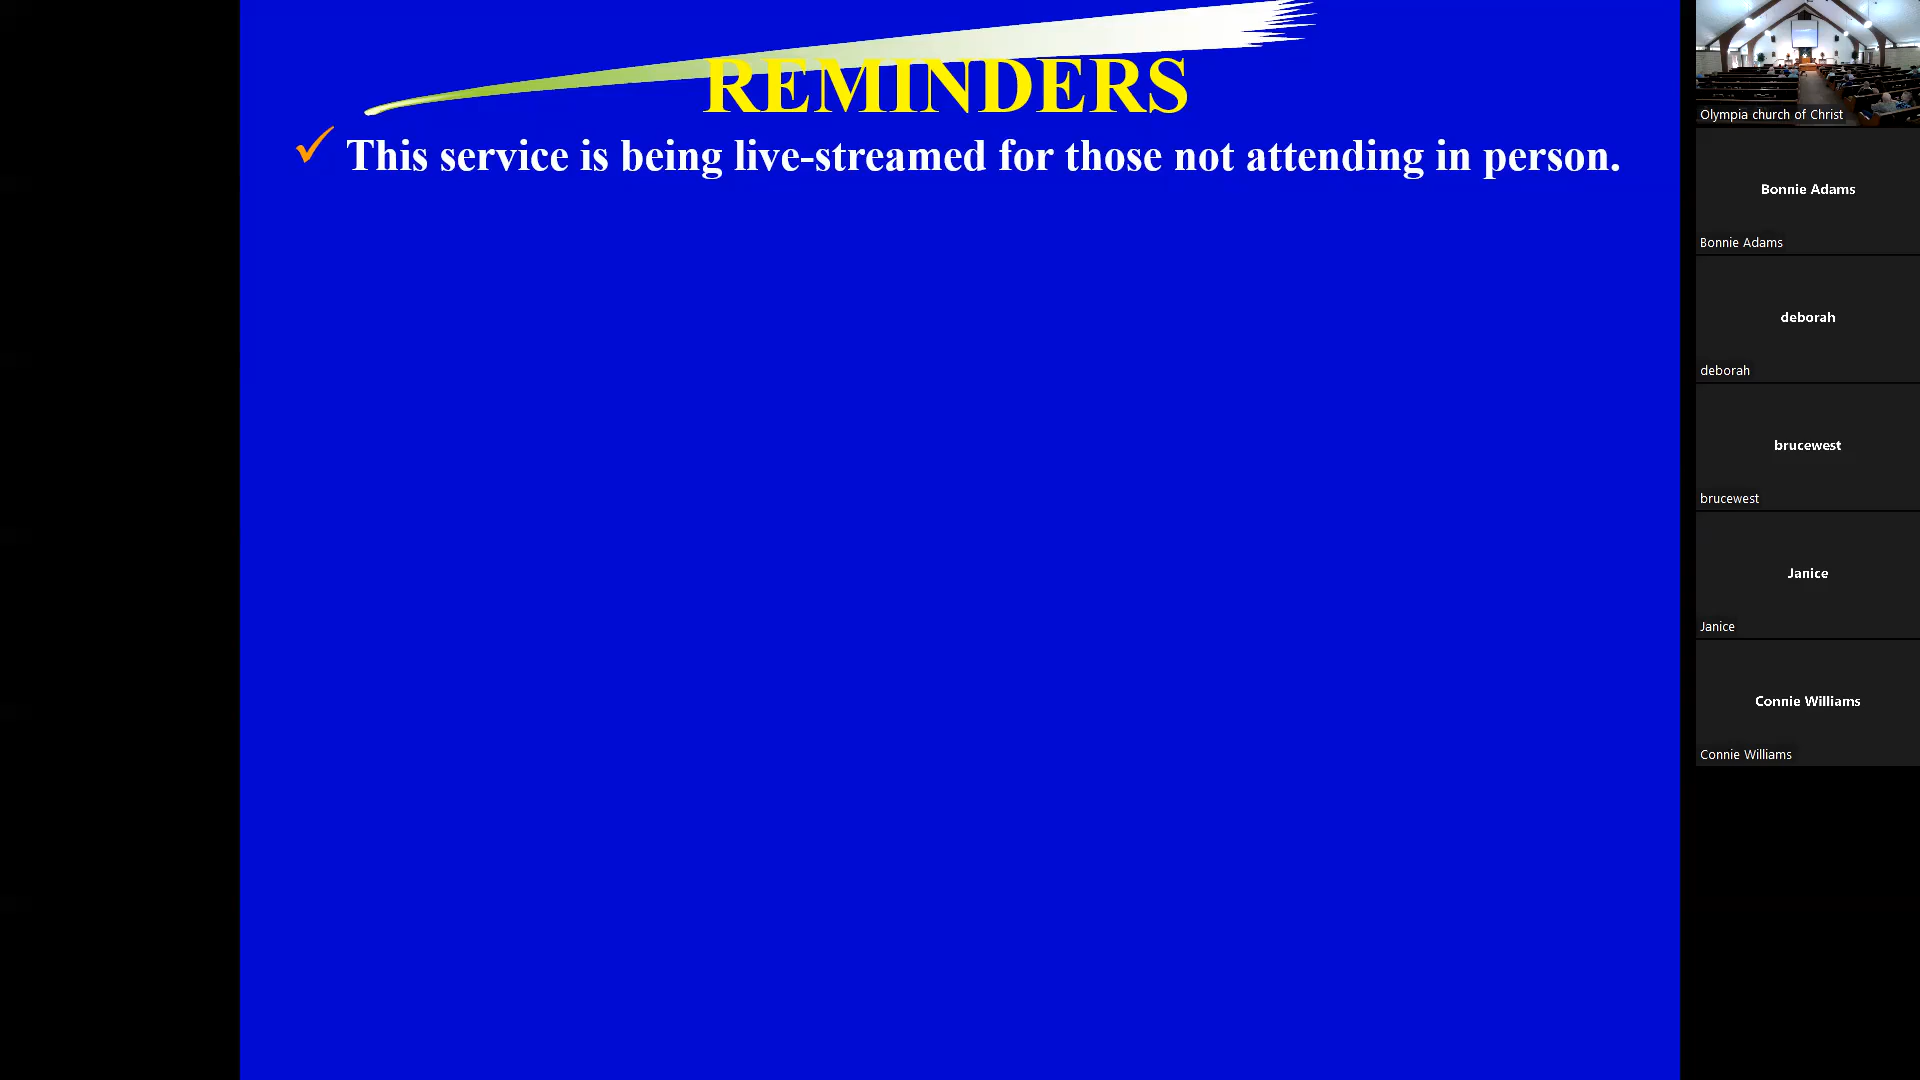 REMINDERS
✓ This service is being live-streamed for those not attending in person.
Olympia church of Christ
Bonnie Adams
Bonnie Adams
deborah
deborah
brucewest
brucewest
Janice
Janice
Connie Williams
Connie Williams